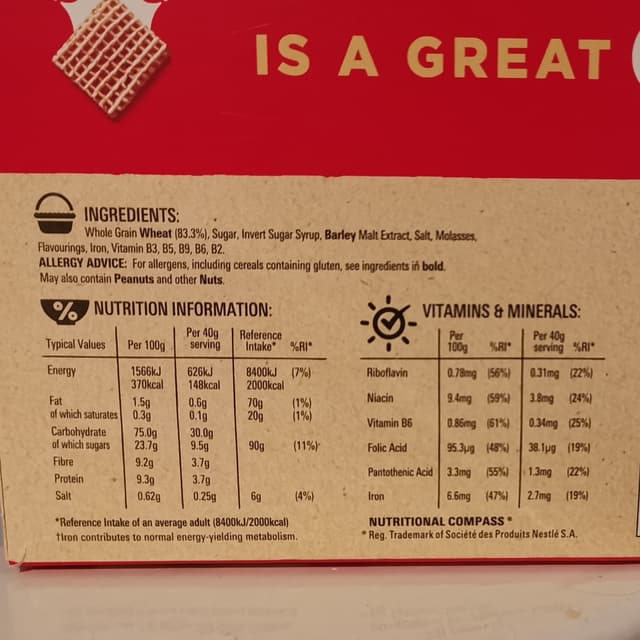 IS A GREAT
INGREDIENTS:
Whole Grain Wheat (83.3%), Sugar, Invert Sugar Syrup, Barley Malt Extract, Salt, Molasses,
Flavourings, Iron, Vitamin B3, B5, B9, B6, B2.
ALLERGY ADVICE: For allergens, including cereals containing gluten, see ingredients in bold.
May also contain Peanuts and other Nuts.
% NUTRITION INFORMATION:
Typical Values Per 100g Per 40g serving Reference Intake* %RI*
Energy 1566kJ 626kJ 8400kJ (7%)
370kcal 148kcal 2000kcal
Fat 1.5g 0.6g 70g (1%)
of which saturates 0.3g 0.1g 20g (1%)
Carbohydrate 75.0g 30.0g
of which sugars 23.7g 9.5g 90g (11%)
Fibre 9.2g 3.7g
Protein 9.3g 3.7g
Salt 0.62g 0.25g 6g (4%)
*Reference Intake of an average adult (8400kJ/2000kcal)
†Iron contributes to normal energy-yielding metabolism.
VITAMINS & MINERALS:
Per 100g %RI* Per 40g serving %RI*
Riboflavin 0.78mg (56%) 0.31mg (22%)
Niacin 9.4mg (59%) 3.8mg (24%)
Vitamin B6 0.86mg (61%) 0.34mg (25%)
Folic Acid 95.3µg (48%) 38.1µg (19%)
Pantothenic Acid 3.3mg (55%) 1.3mg (22%)
Iron 6.6mg (47%) 2.7mg (19%)
NUTRITIONAL COMPASS®
® Reg. Trademark of Société des Produits Nestlé S.A.